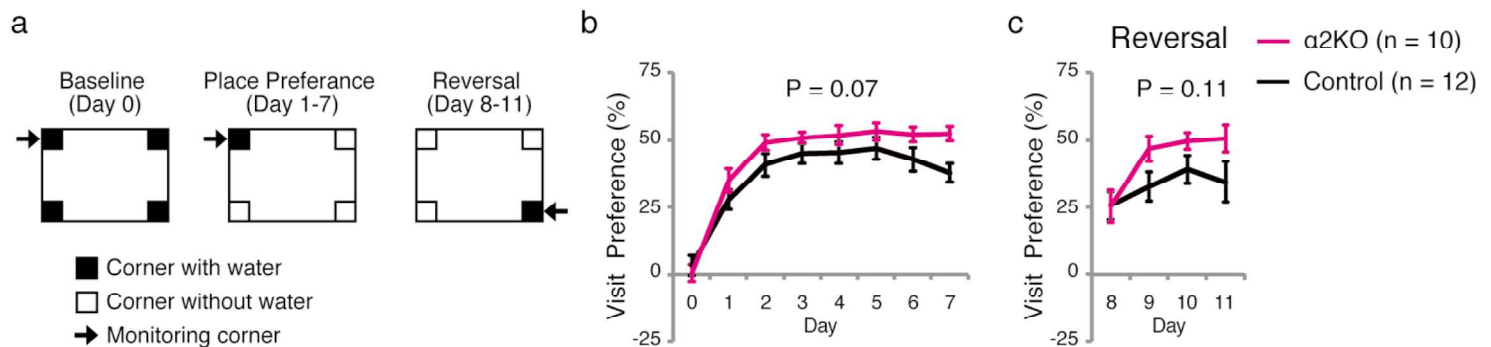 a
Baseline
(Day 0)
Place Preferance
(Day 1-7)
Reversal
(Day 8-11)
Corner with water
Corner without water
Monitoring corner
b
Visit Preference (%)
75
50
25
0
-25
P = 0.07
0 1 2 3 4 5 6 7
Day
c
Reversal
Visit Preference (%)
75
50
25
0
-25
P = 0.11
8 9 10 11
Day
α2KO (n = 10)
Control (n = 12)